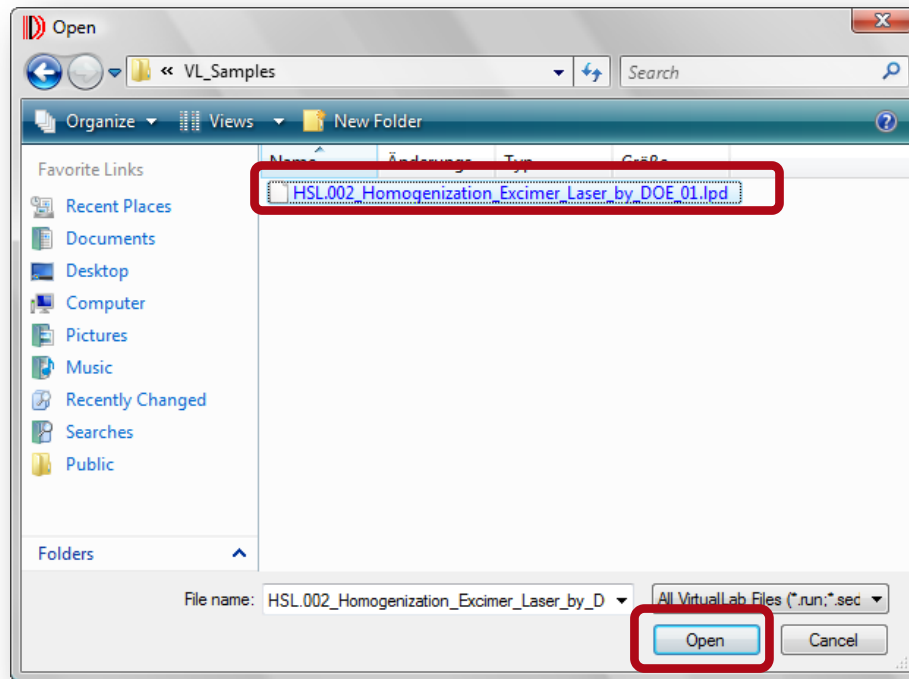 Open
« VL_Samples
Search
Organize Views New Folder
Favorite Links
Name Änderungs... Typ Größe
HSL.002_Homogenization_Excimer_Laser_by_DOE_01.lpd
Recent Places
Documents
Desktop
Computer
Pictures
Music
Recently Changed
Searches
Public
Folders
File name: HSL.002_Homogenization_Excimer_Laser_by_D All VirtualLab Files (*.run;*.sed
Open Cancel